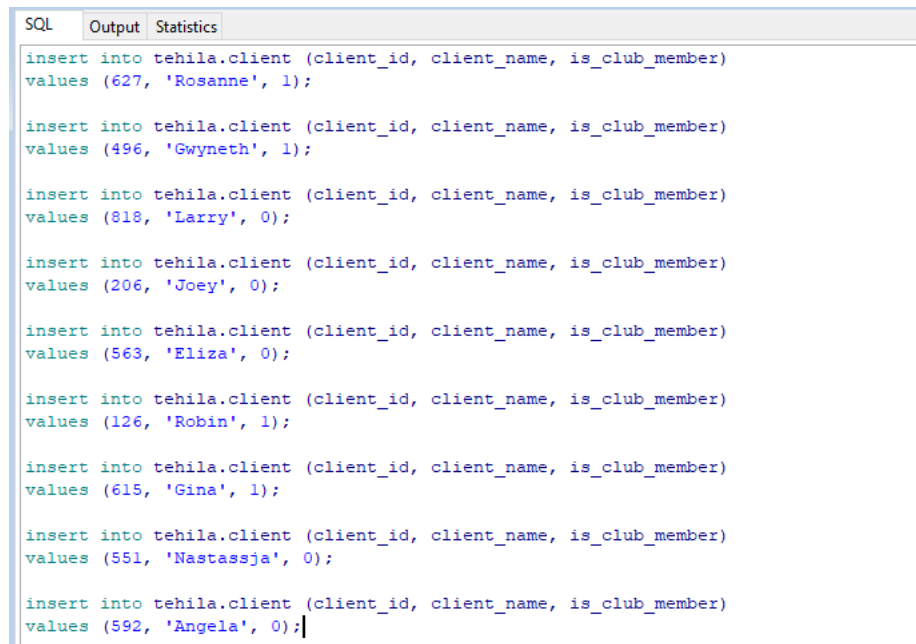 SQL Output Statistics
insert into tehila.client (client_id, client_name, is_club_member)
values (627, 'Rosanne', 1);
insert into tehila.client (client_id, client_name, is_club_member)
values (496, 'Gwyneth', 1);
insert into tehila.client (client_id, client_name, is_club_member)
values (818, 'Larry', 0);
insert into tehila.client (client_id, client_name, is_club_member)
values (206, 'Joey', 0);
insert into tehila.client (client_id, client_name, is_club_member)
values (563, 'Eliza', 0);
insert into tehila.client (client_id, client_name, is_club_member)
values (126, 'Robin', 1);
insert into tehila.client (client_id, client_name, is_club_member)
values (615, 'Gina', 1);
insert into tehila.client (client_id, client_name, is_club_member)
values (551, 'Nastassja', 0);
insert into tehila.client (client_id, client_name, is_club_member)
values (592, 'Angela', 0);